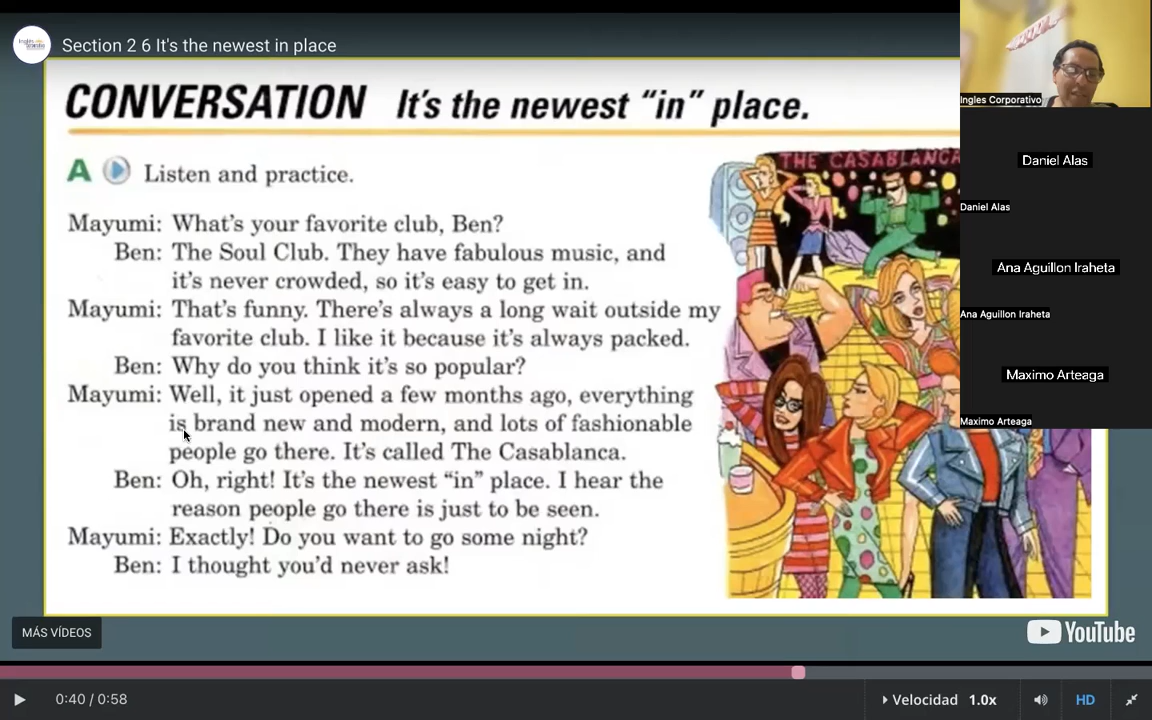 Section 2 6 It's the newest in place
CONVERSATION It's the newest "in" place.
A Listen and practice.
Mayumi: What's your favorite club, Ben?
Ben: The Soul Club. They have fabulous music, and
it's never crowded, so it's easy to get in.
Mayumi: That's funny. There's always a long wait outside my
favorite club. I like it because it's always packed.
Ben: Why do you think it's so popular?
Mayumi: Well, it just opened a few months ago, everything
is brand new and modern, and lots of fashionable
people go there. It's called The Casablanca.
Ben: Oh, right! It's the newest "in" place. I hear the
reason people go there is just to be seen.
Mayumi: Exactly! Do you want to go some night?
Ben: I thought you'd never ask!
THE CASABLANCA
Ingles Corporativo
Daniel Alas
Daniel Alas
Ana Aguillon Iraheta
Ana Aguillon Iraheta
Maximo Arteaga
Maximo Arteaga
MÁS VÍDEOS
YouTube
0:40 / 0:58
Velocidad 1.0x
HD